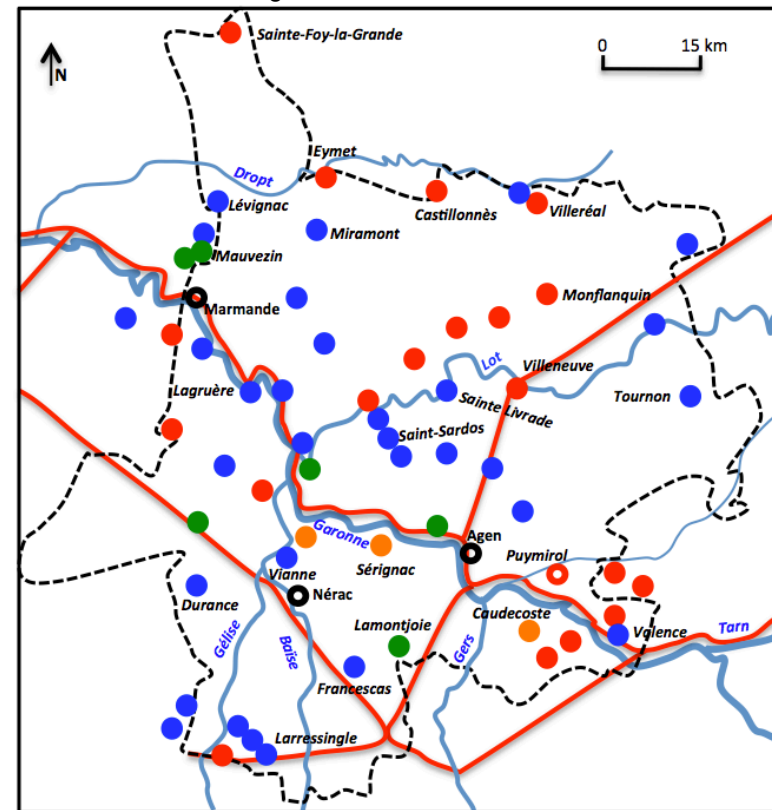 Sainte-Foy-la-Grande
0 15 km
N
Eymet
Dropt
Castillonnès
Villeréal
Lévignac
Miramont
Mauvezin
Monflanquin
Marmande
Lot
Villeneuve
Lagruère
Sainte Livrade
Tournon
Saint-Sardos
Garonne
Agen
Puymirol
Sérignac
Vianne
Nérac
Durance
Caudecoste
Valence
Tarn
Lamontjoie
Gélise
Baïse
Gers
Francescas
Larressingle